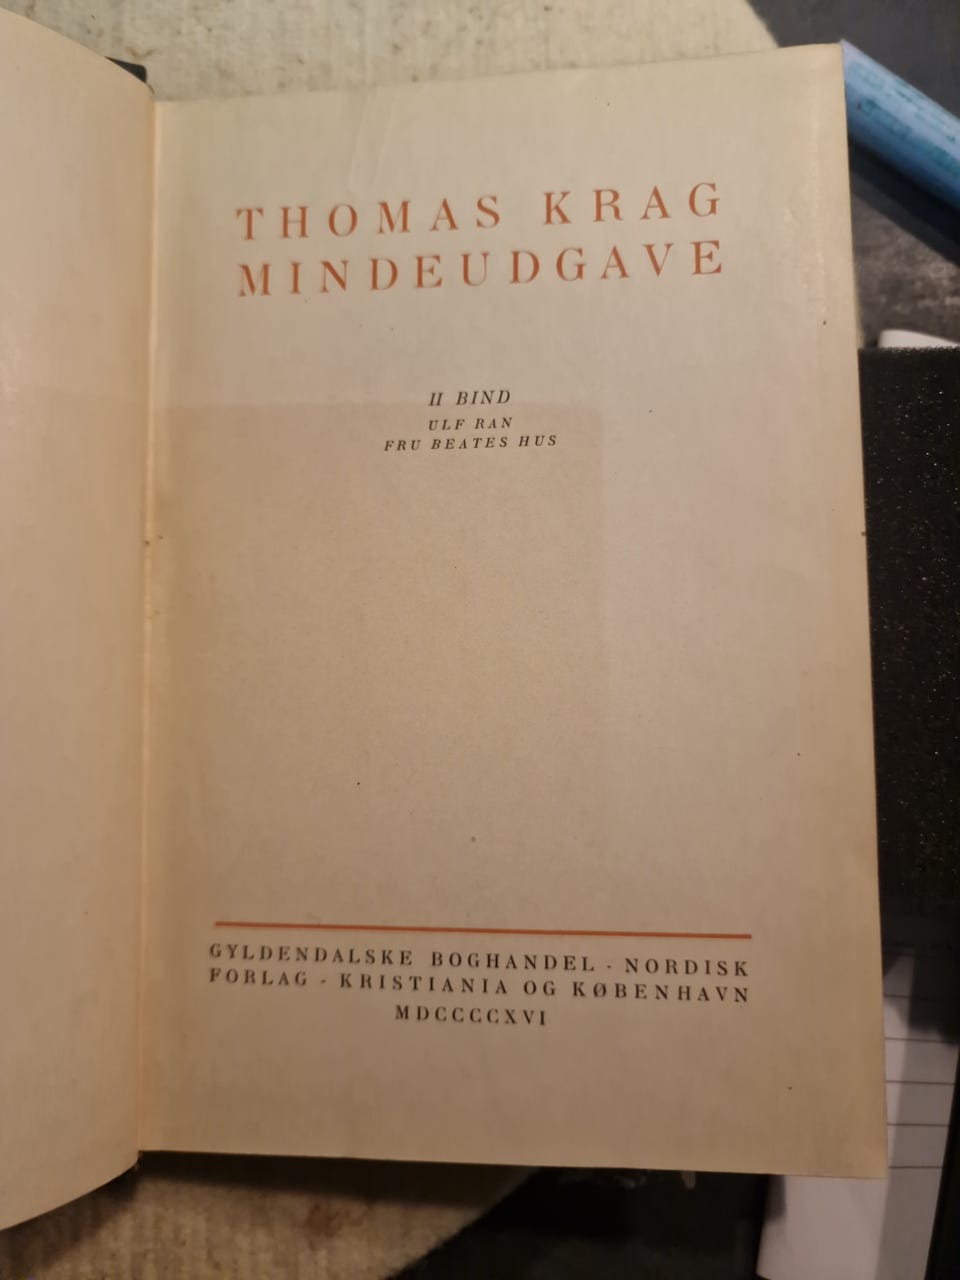 THOMAS KRAG
MINDEUDGAVE
II BIND
ULF RAN
FRU BEATES HUS
GYLDENDALSKE BOGHANDEL - NORDISK
FORLAG - KRISTIANIA OG KØBENHAVN
MDCCCCXVI